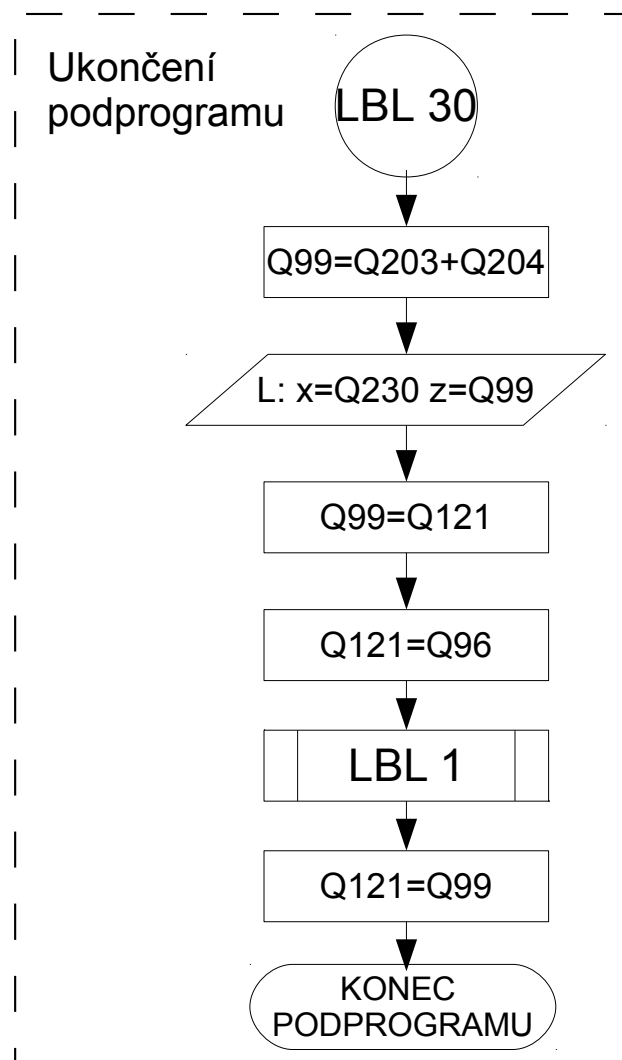 Ukončení
podprogramu
LBL 30
Q99=Q203+Q204
L: x=Q230 z=Q99
Q99=Q121
Q121=Q96
LBL 1
Q121=Q99
KONEC
PODPROGRAMU